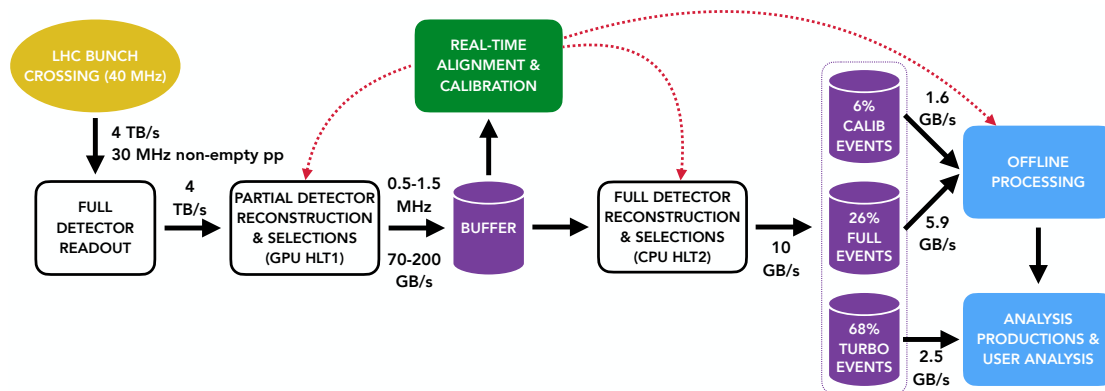 LHC BUNCH
CROSSING (40 MHz)
4 TB/s
30 MHz non-empty pp
FULL
DETECTOR
READOUT
4
TB/s
PARTIAL DETECTOR
RECONSTRUCTION
& SELECTIONS
(GPU HLT1)
0.5-1.5
MHz
70-200
GB/s
REAL-TIME
ALIGNMENT &
CALIBRATION
BUFFER
FULL DETECTOR
RECONSTRUCTION
& SELECTIONS
(CPU HLT2)
10
GB/s
6%
CALIB
EVENTS
26%
FULL
EVENTS
68%
TURBO
EVENTS
1.6
GB/s
5.9
GB/s
2.5
GB/s
OFFLINE
PROCESSING
ANALYSIS
PRODUCTIONS &
USER ANALYSIS